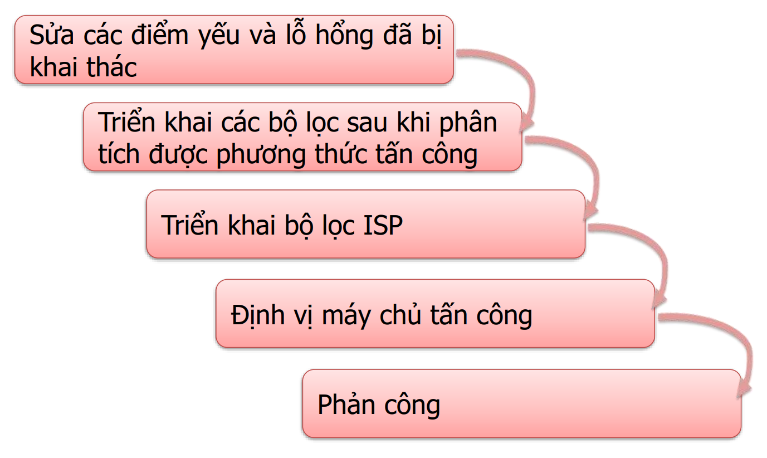 Sửa các điểm yếu và lỗ hổng đã bị
khai thác
Triển khai các bộ lọc sau khi phân
tích được phương thức tấn công
Triển khai bộ lọc ISP
Định vị máy chủ tấn công
Phản công